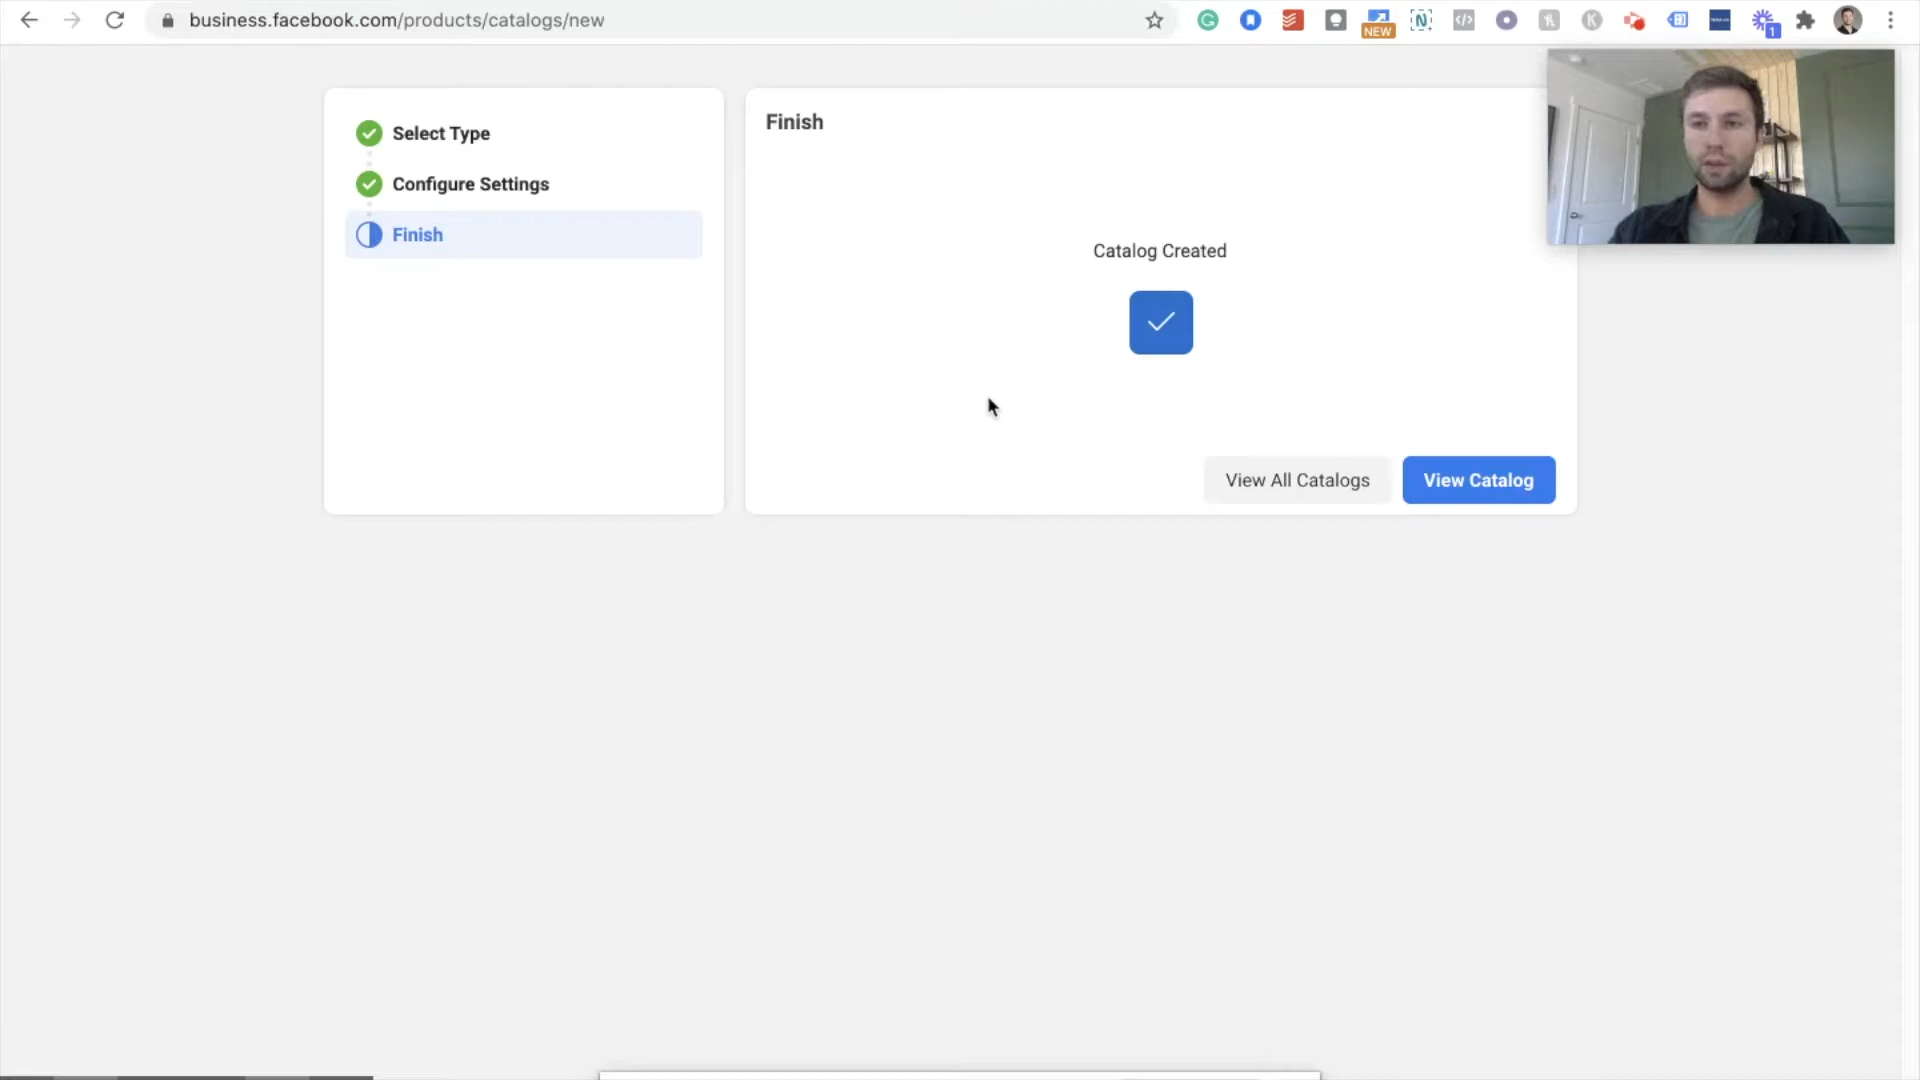 business.facebook.com/products/catalogs/new
NEW
1
Select Type
Configure Settings
Finish
Finish
Catalog Created
View All Catalogs
View Catalog